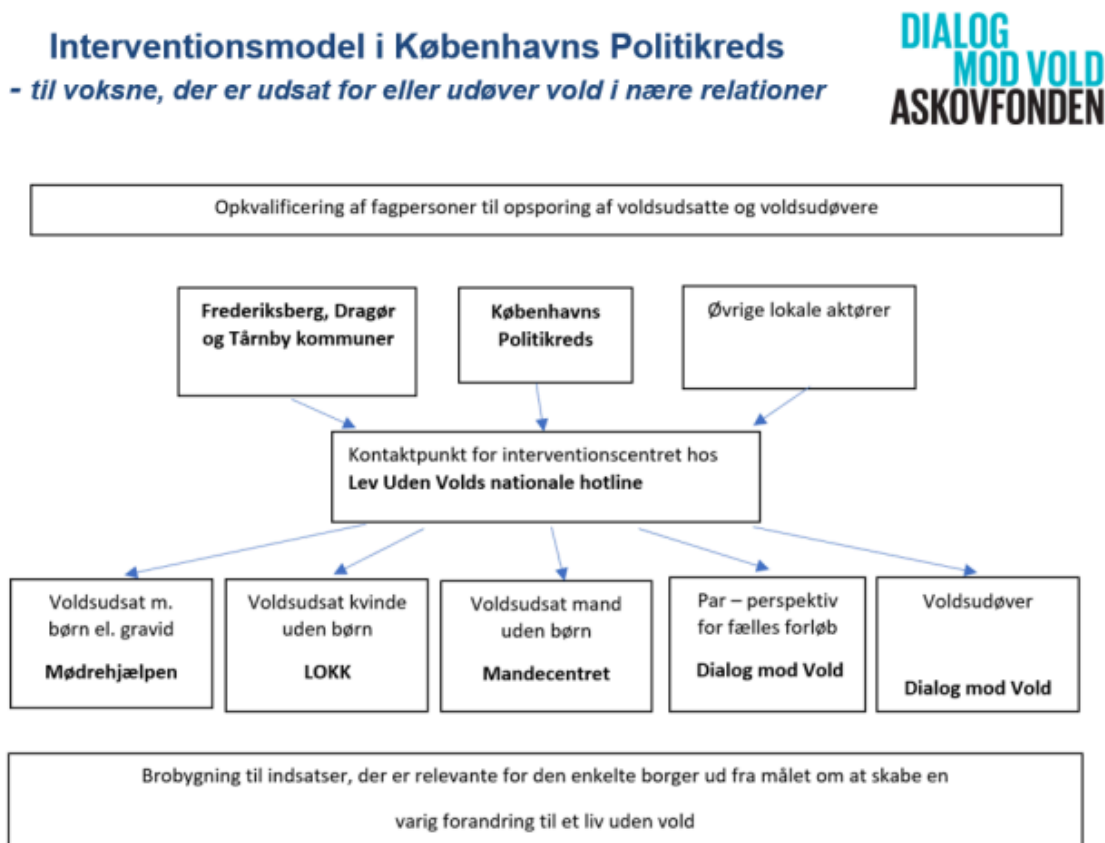 Interventionsmodel i Københavns Politikreds
- til voksne, der er udsat for eller udøver vold i nære relationer
DIALOG
MOD VOLD
ASKOVFONDEN
Opkvalificering af fagpersoner til opsporing af voldsudsatte og voldsudøvere
Frederiksberg, Dragør
og Tårnby kommuner
Københavns
Politikreds
Øvrige lokale aktører
Kontaktpunkt for interventionscentret hos
Lev Uden Volds nationale hotline
Voldsudsat m.
børn el. gravid
Mødrehjælpen
Voldsudsat kvinde
uden børn
LOKK
Voldsudsat mand
uden børn
Mandecentret
Par – perspektiv
for fælles forløb
Dialog mod Vold
Voldsudøver
Dialog mod Vold
Brobygning til indsatser, der er relevante for den enkelte borger ud fra målet om at skabe en
varig forandring til et liv uden vold